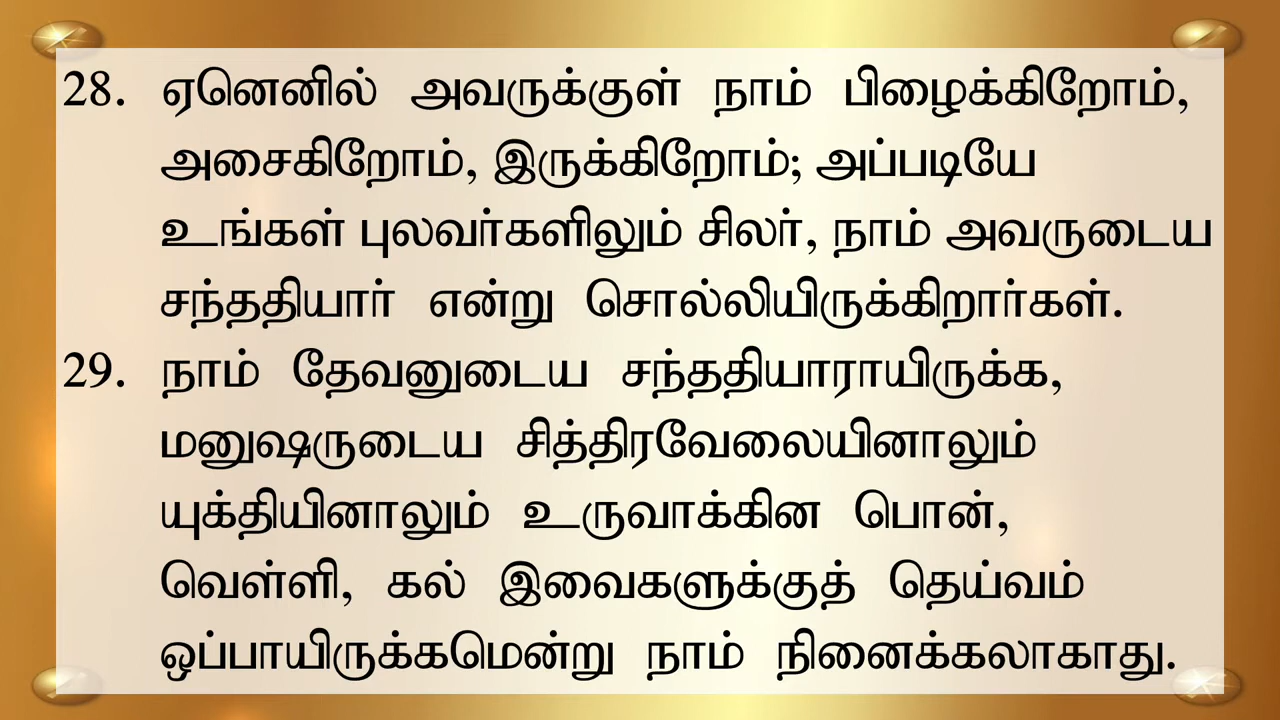 28. ஏனெனில் அவருக்குள் நாம் பிழைக்கிறோம்,
அசைகிறோம், இருக்கிறோம்; அப்படியே
உங்கள் புலவர்களிலும் சிலர், நாம் அவருடைய
சந்ததியார் என்று சொல்லியிருக்கிறார்கள்.
29. நாம் தேவனுடைய சந்ததியாராயிருக்க,
மனுஷருடைய சித்திரவேலையினாலும்
யுக்தியினாலும் உருவாக்கின பொன்,
வெள்ளி, கல் இவைகளுக்குத் தெய்வம்
ஒப்பாயிருக்கமென்று நாம் நினைக்கலாகாது.